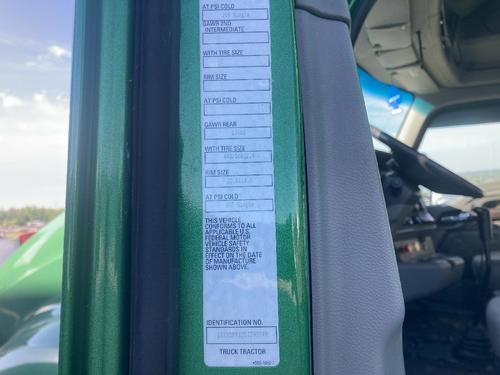 AT PSI COLD
GAWR 2ND
INTERMEDIATE
WITH TIRE SIZE
RIM SIZE
AT PSI COLD
GAWR REAR
WITH TIRE SIZE
RIM SIZE
AT PSI COLD
THIS VEHICLE
CONFORMS TO ALL
APPLICABLE U.S.
FEDERAL MOTOR
VEHICLE SAFETY
STANDARDS IN
EFFECT ON THE DATE
OF MANUFACTURE
SHOWN ABOVE.
IDENTIFICATION NO.
TRUCK TRACTOR